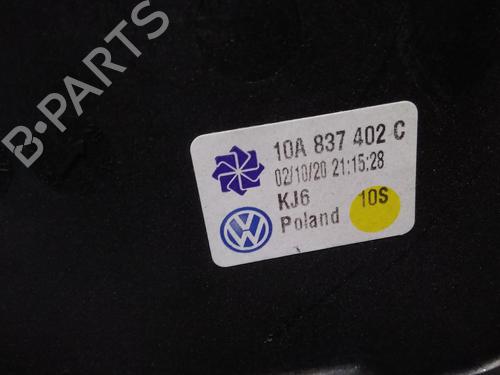 B-PARTS
10A 837 402 C
02/10/20 21:15:28
KJ6 10S
Poland